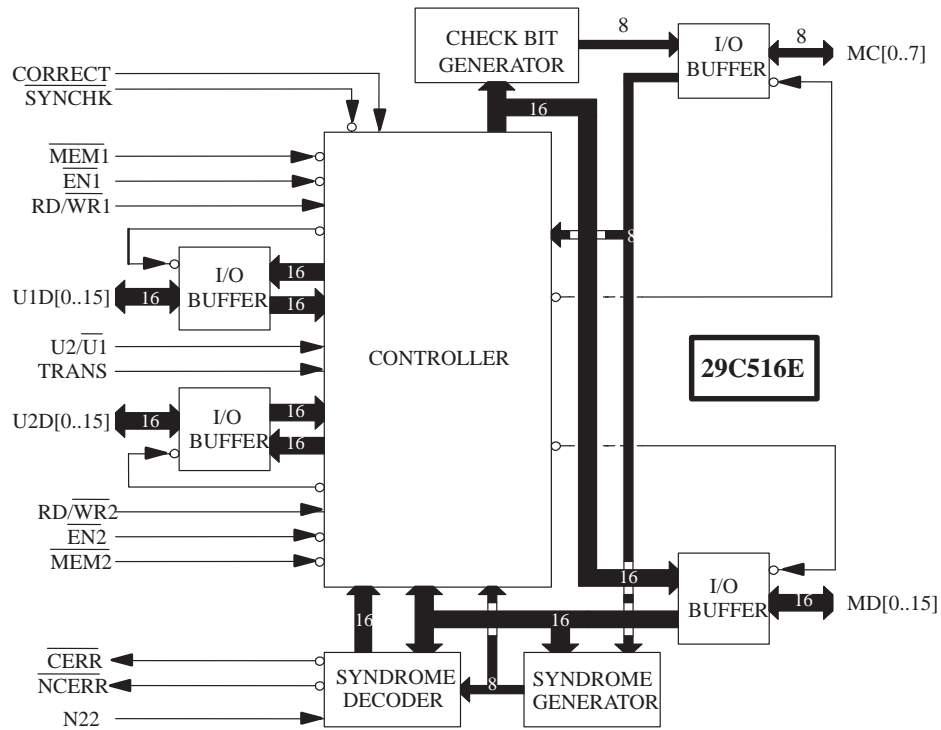 8
CHECK BIT
GENERATOR
I/O
BUFFER
8
MC[0..7]
CORRECT
SYNCHK
16
MEM1
EN1
RD/WR1
8
I/O
BUFFER
16
16
U1D[0..15]
16
U2/U1
TRANS
CONTROLLER
29C516E
I/O
BUFFER
16
16
U2D[0..15]
16
RD/WR2
EN2
MEM2
16
I/O
BUFFER
16
MD[0..15]
16
16
CERR
NCERR
N22
SYNDROME
DECODER
8
SYNDROME
GENERATOR